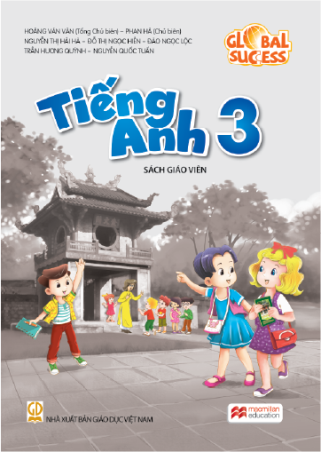 HOÀNG VĂN VÂN (Tổng Chủ biên) – PHAN HÀ (Chủ biên)
NGUYỄN THỊ HẢI HÀ – ĐỖ THỊ NGỌC HIỀN – ĐÀO NGỌC LỘC
TRẦN HƯƠNG QUỲNH – NGUYỄN QUỐC TUẤN
GLOBAL
SUCCESS
Tiếng
Anh 3
SÁCH GIÁO VIÊN
NHÀ XUẤT BẢN GIÁO DỤC VIỆT NAM
macmillan
education